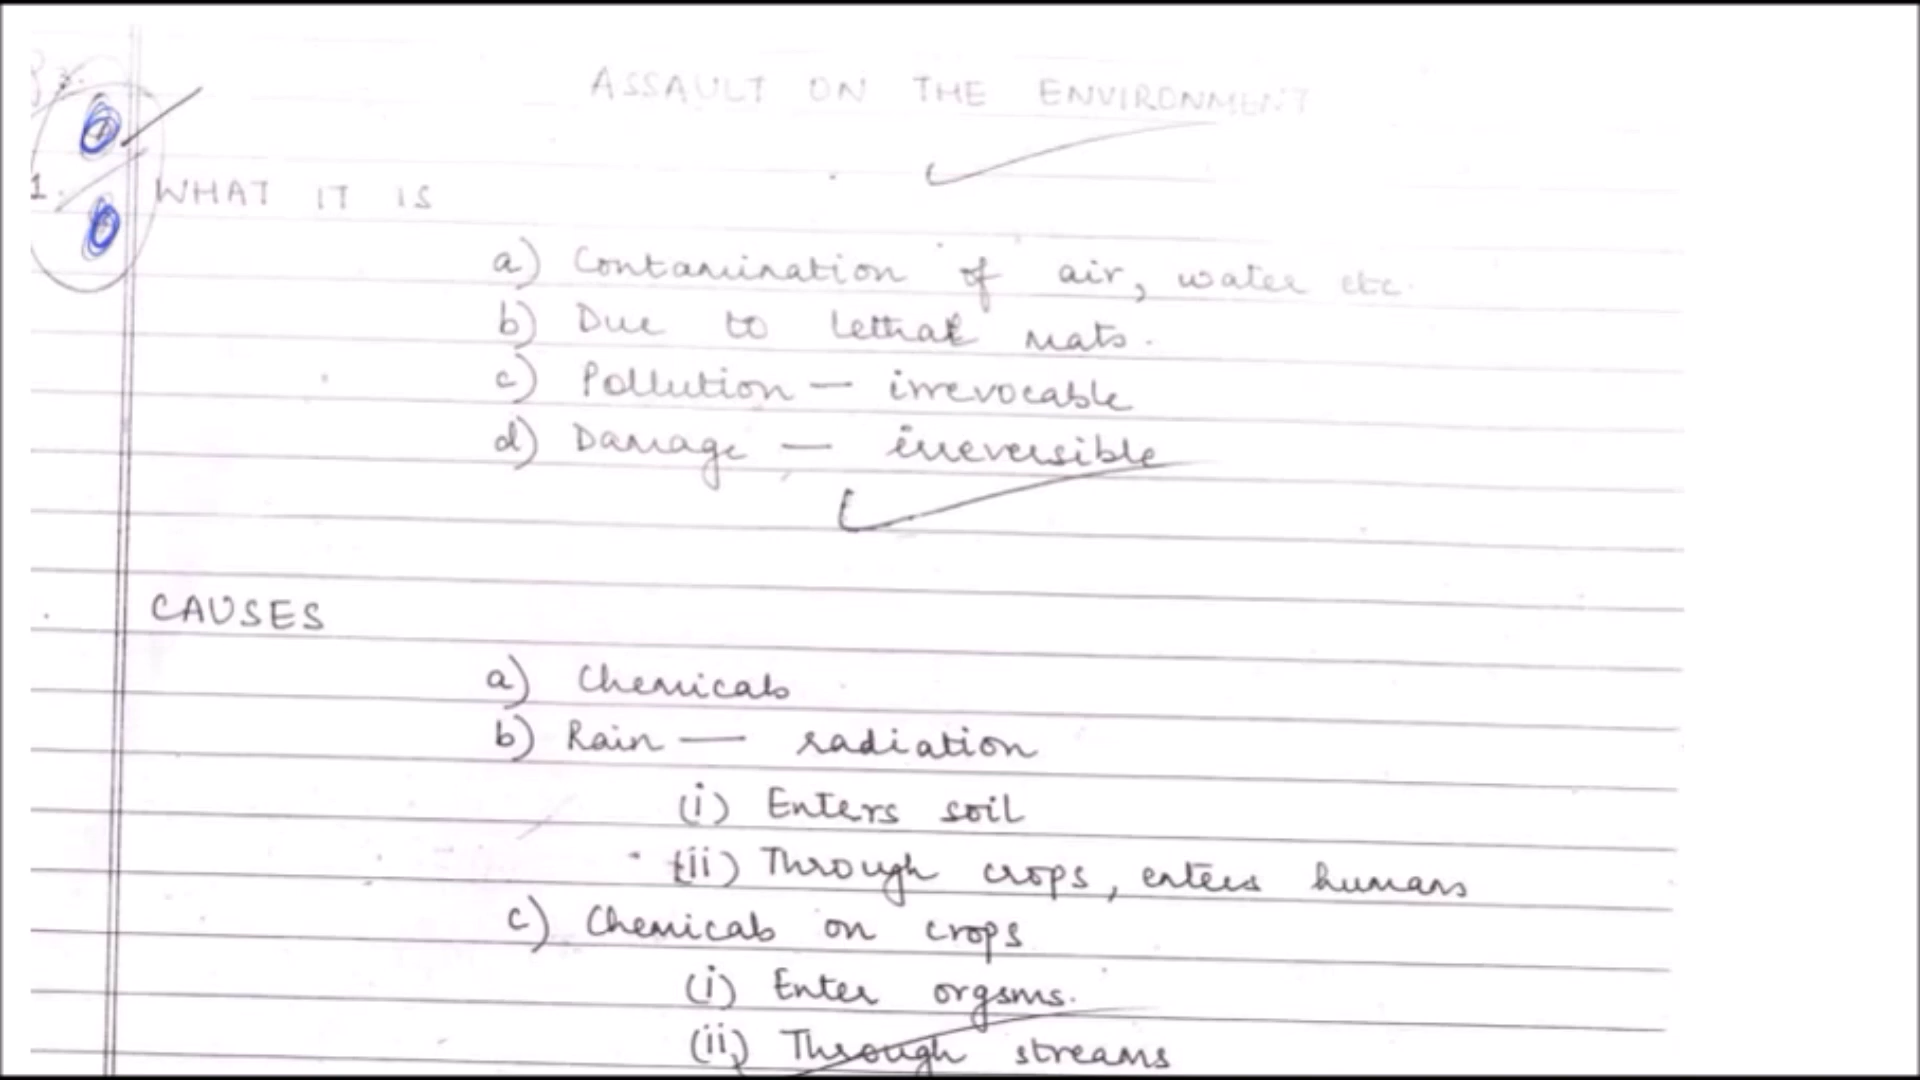 ASSAULT ON THE ENVIRONMENT
1. WHAT IT IS
a) Contamination of air, water etc
b) Due to lethal mats.
c) Pollution — irrevocable
d) Damage — irreversible
CAUSES
a) Chemicals
b) Rain — radiation
(i) Enters soil
(ii) Through crops, enters humans
c) Chemicals on crops
(i) Enter orgsms.
(ii) Through streams